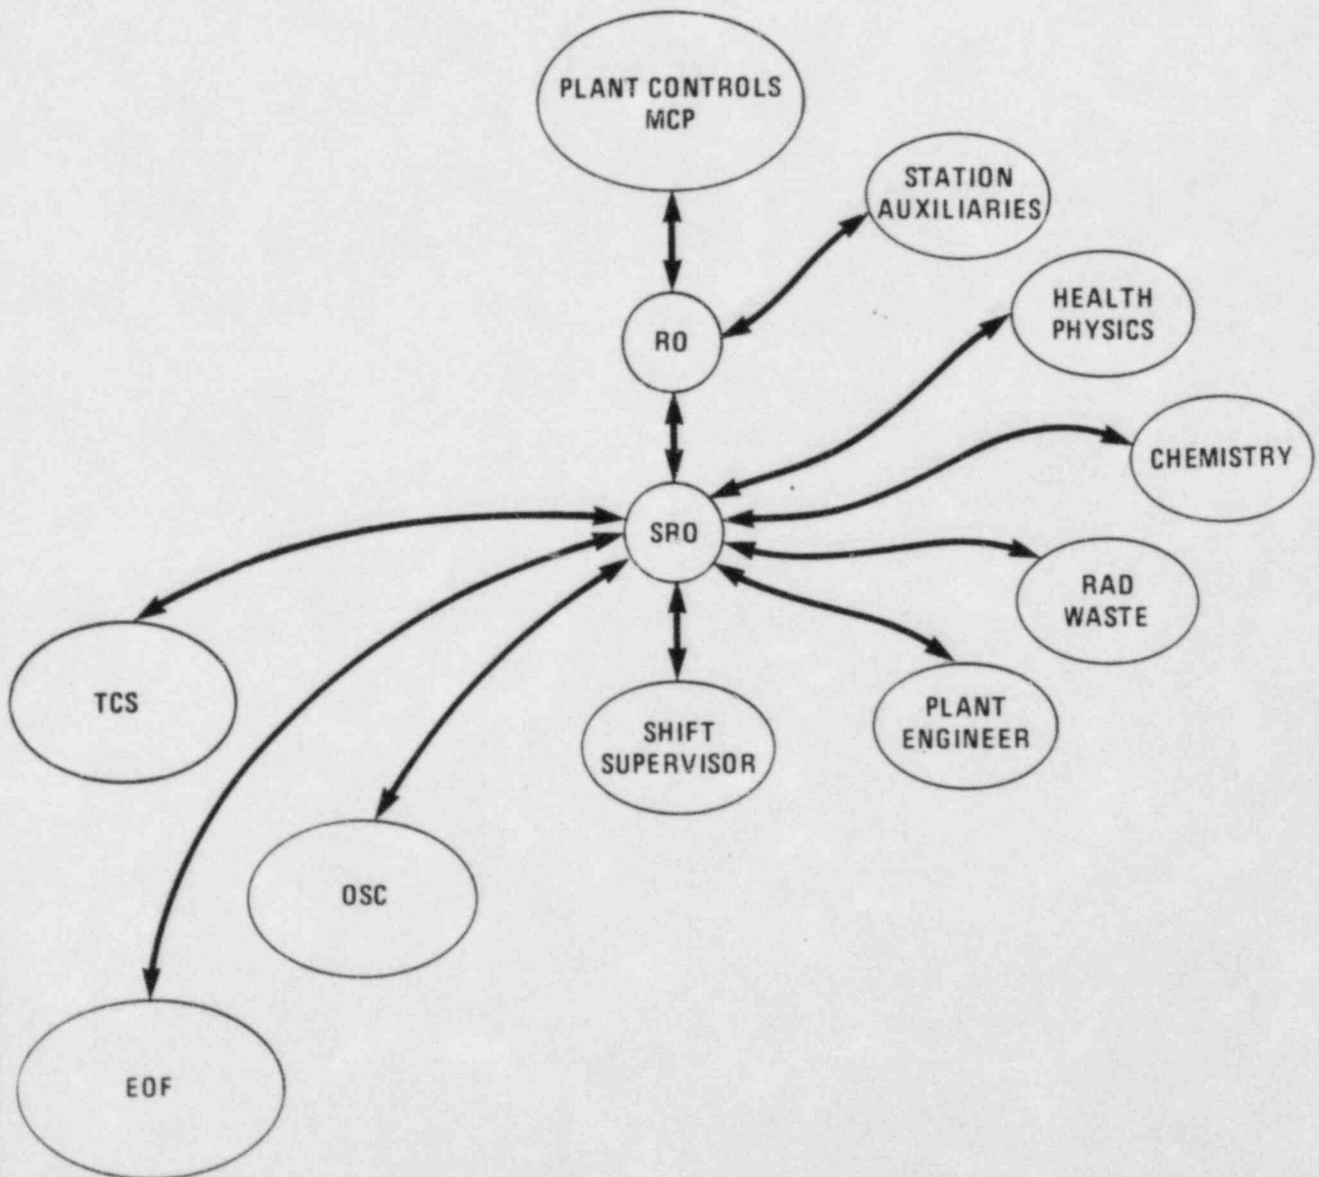 PLANT CONTROLS
MCP
STATION
AUXILIARIES
HEALTH
PHYSICS
RO
CHEMISTRY
SRO
RAD
WASTE
TCS
PLANT
ENGINEER
SHIFT
SUPERVISOR
OSC
EOF